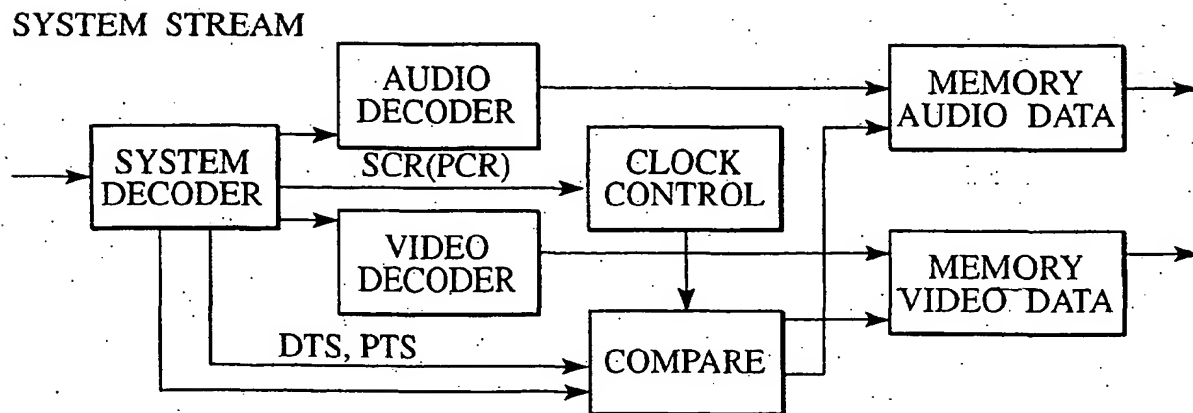 SYSTEM STREAM
AUDIO
DECODER
MEMORY
AUDIO DATA
SYSTEM
DECODER
SCR(PCR)
CLOCK
CONTROL
VIDEO
DECODER
MEMORY
VIDEO DATA
DTS, PTS
COMPARE